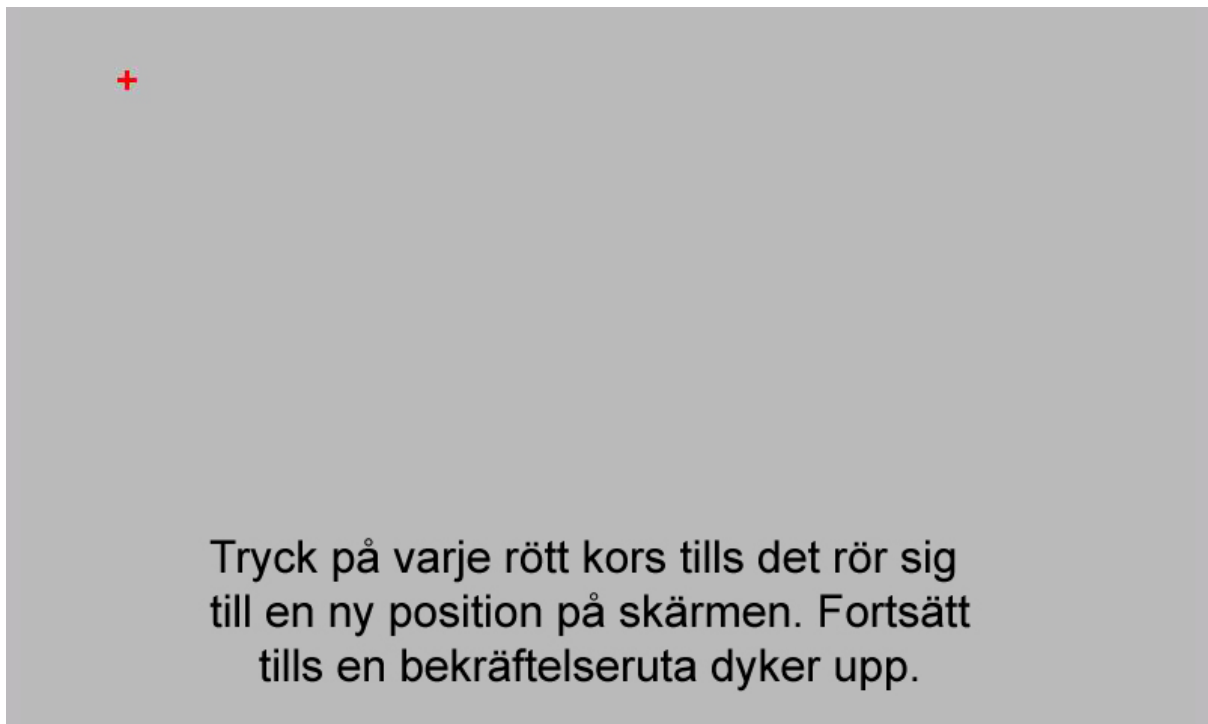 Tryck på varje rött kors tills det rör sig
till en ny position på skärmen. Fortsätt
tills en bekräftelseruta dyker upp.